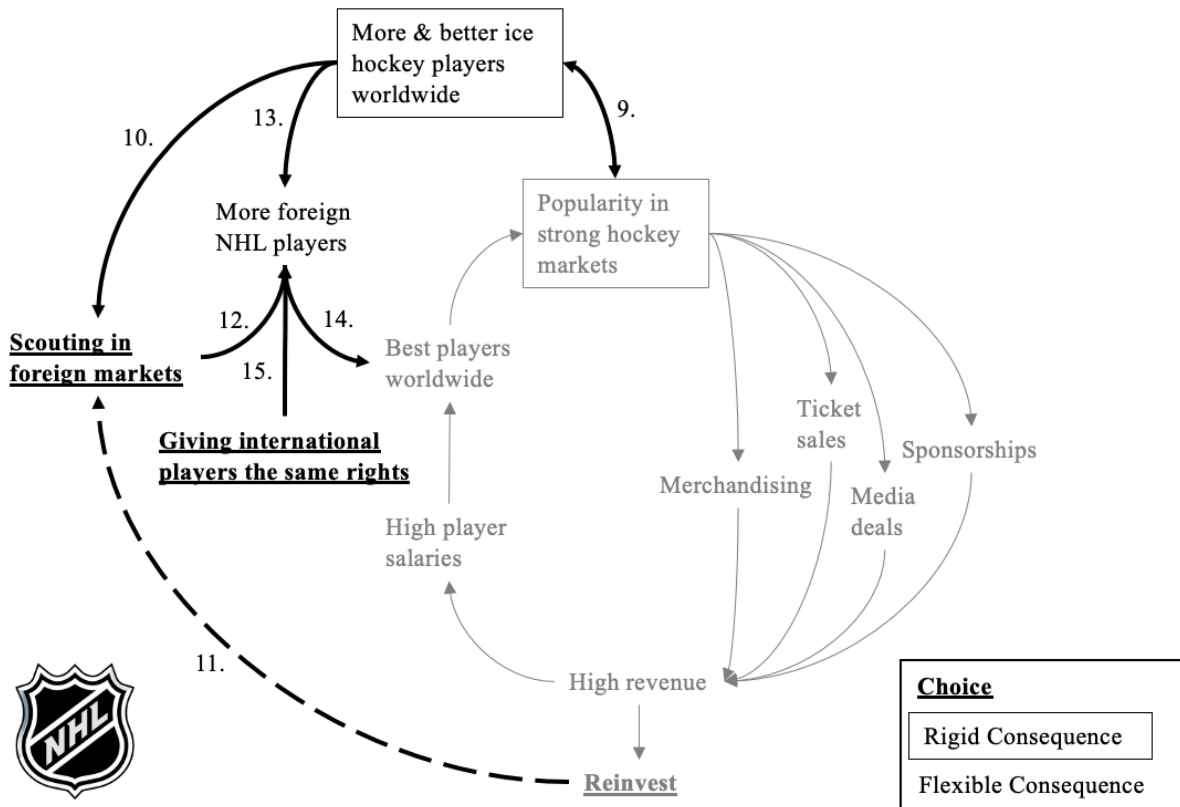 More & better ice
hockey players
worldwide
10.
13.
9.
More foreign
NHL players
Popularity in
strong hockey
markets
12.
14.
Scouting in
foreign markets
15.
Best players
worldwide
Giving international
players the same rights
Ticket
sales
Sponsorships
Merchandising
Media
deals
High player
salaries
11.
High revenue
Reinvest
NHL
Choice
Rigid Consequence
Flexible Consequence